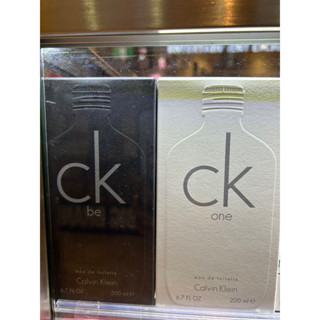 ck
be
eau de toilette
Calvin Klein
6.7 FL OZ 200 ml e
ck
one
eau de toilette
Calvin Klein
6.7 FL OZ 200 ml e